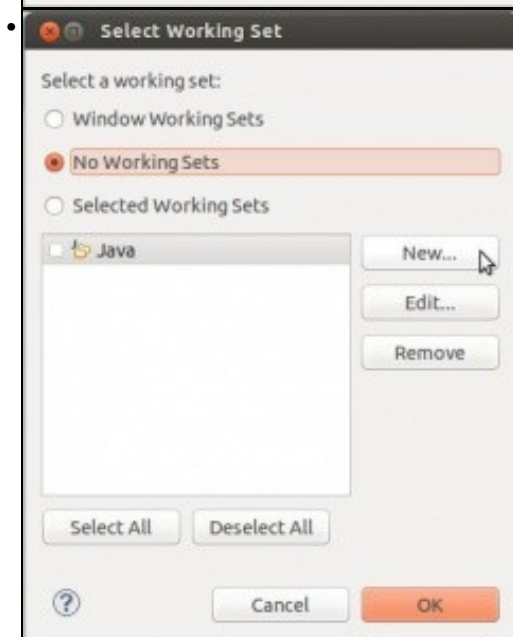 Select Working Set
Select a working set:
Window Working Sets
No Working Sets
Selected Working Sets
Java
New...
Edit...
Remove
Select All Deselect All
? Cancel OK